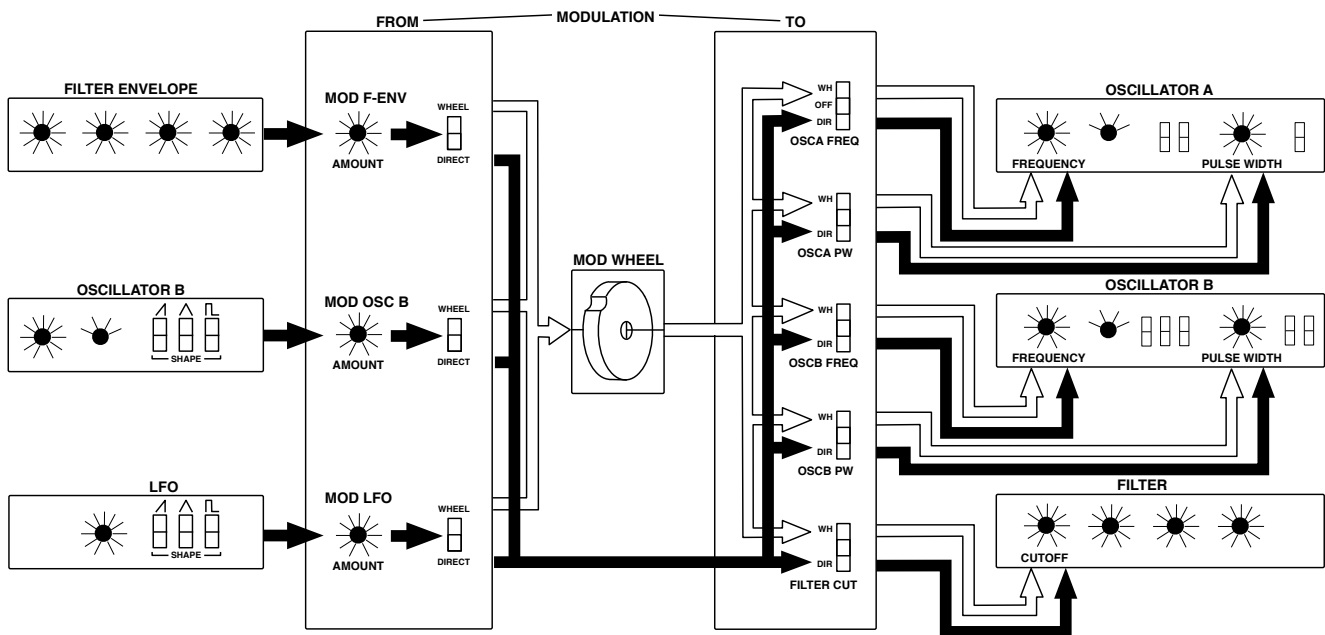 FROM MODULATION TO
FILTER ENVELOPE
MOD F-ENV
AMOUNT
WHEEL
DIRECT
OSCILLATOR B
SHAPE
MOD OSC B
AMOUNT
WHEEL
DIRECT
LFO
SHAPE
MOD LFO
AMOUNT
WHEEL
DIRECT
MOD WHEEL
WH
OFF
DIR
OSCA FREQ
WH
DIR
OSCA PW
WH
DIR
OSCB FREQ
WH
DIR
OSCB PW
WH
DIR
FILTER CUT
OSCILLATOR A
FREQUENCY PULSE WIDTH
OSCILLATOR B
FREQUENCY PULSE WIDTH
FILTER
CUTOFF